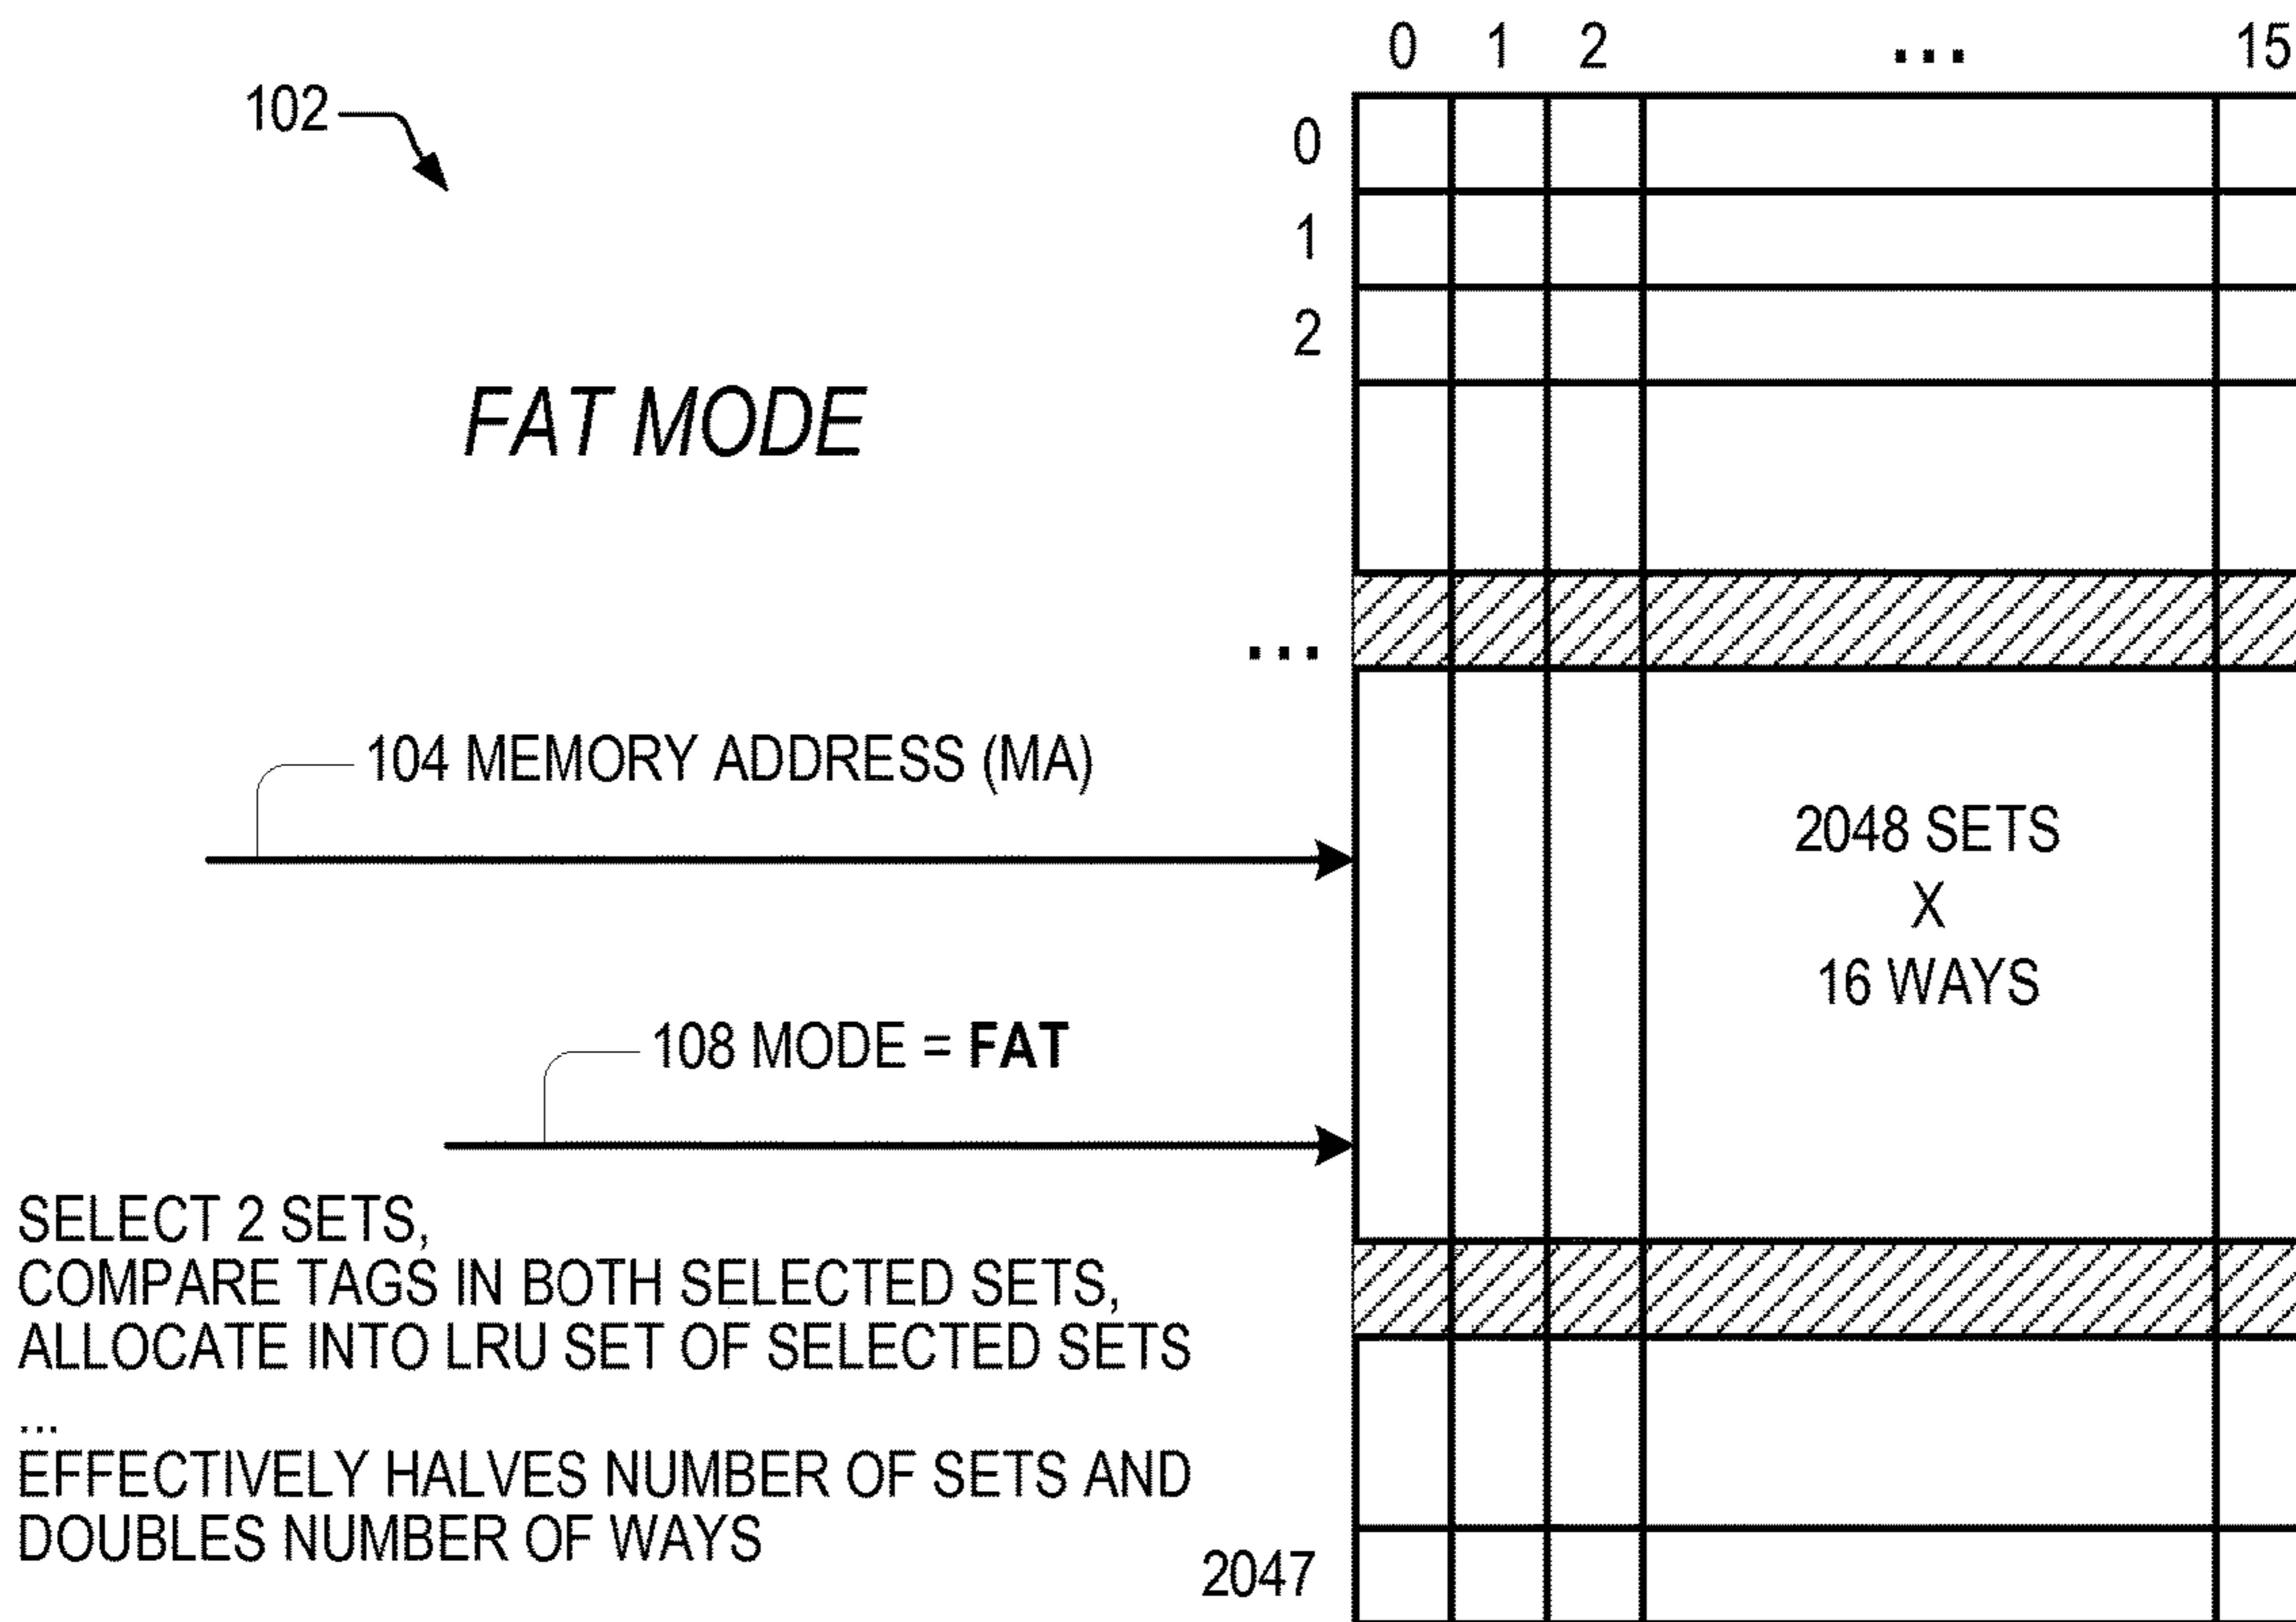 0 1 2 ... 15
102
0
1
2
FAT MODE
...
104 MEMORY ADDRESS (MA)
2048 SETS
X
16 WAYS
108 MODE = FAT
SELECT 2 SETS,
COMPARE TAGS IN BOTH SELECTED SETS,
ALLOCATE INTO LRU SET OF SELECTED SETS
...
EFFECTIVELY HALVES NUMBER OF SETS AND
DOUBLES NUMBER OF WAYS
2047